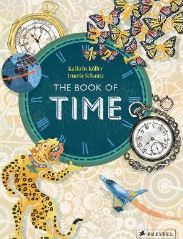 Kathrin Köller
Irmela Schautz
THE BOOK OF
TIME
PRESTEL